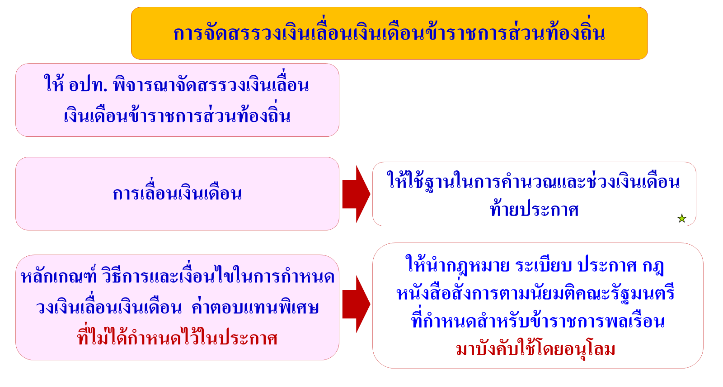 การจัดสรรวงเงินเลื่อนเงินเดือนข้าราชการส่วนท้องถิ่น
ให้ อปท. พิจารณาจัดสรรวงเงินเลื่อน
เงินเดือนข้าราชการส่วนท้องถิ่น
การเลื่อนเงินเดือน
ให้ใช้ฐานในการคำนวณและช่วงเงินเดือน
ท้ายประกาศ
หลักเกณฑ์ วิธีการและเงื่อนไขในการกำหนด
วงเงินเลื่อนเงินเดือน ค่าตอบแทนพิเศษ
ที่ไม่ได้กำหนดไว้ในประกาศ
ให้นำกฎหมาย ระเบียบ ประกาศ กฎ
หนังสือสั่งการตามนัยมติคณะรัฐมนตรี
ที่กำหนดสำหรับข้าราชการพลเรือน
มาบังคับใช้โดยอนุโลม